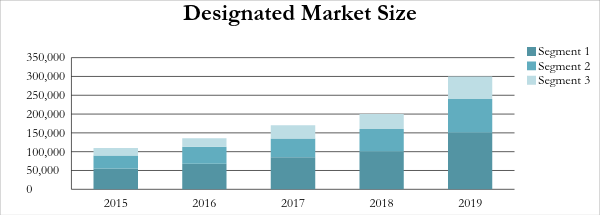 Designated Market Size
350,000
300,000
250,000
200,000
150,000
100,000
50,000
0
2015 2016 2017 2018 2019
Segment 1
Segment 2
Segment 3